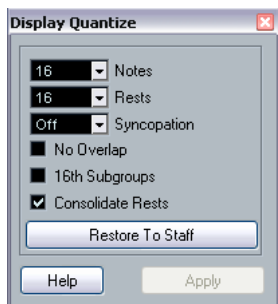 Display Quantize
16 Notes
16 Rests
Off Syncopation
No Overlap
16th Subgroups
Consolidate Rests
Restore To Staff
Help Apply